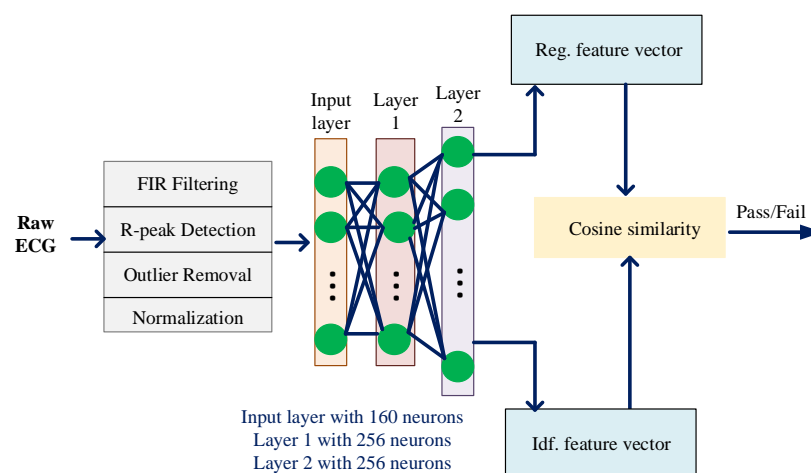 Raw
ECG
FIR Filtering
R-peak Detection
Outlier Removal
Normalization
Input
layer
Layer
1
Layer
2
Reg. feature vector
Cosine similarity
Pass/Fail
Idf. feature vector
Input layer with 160 neurons
Layer 1 with 256 neurons
Layer 2 with 256 neurons